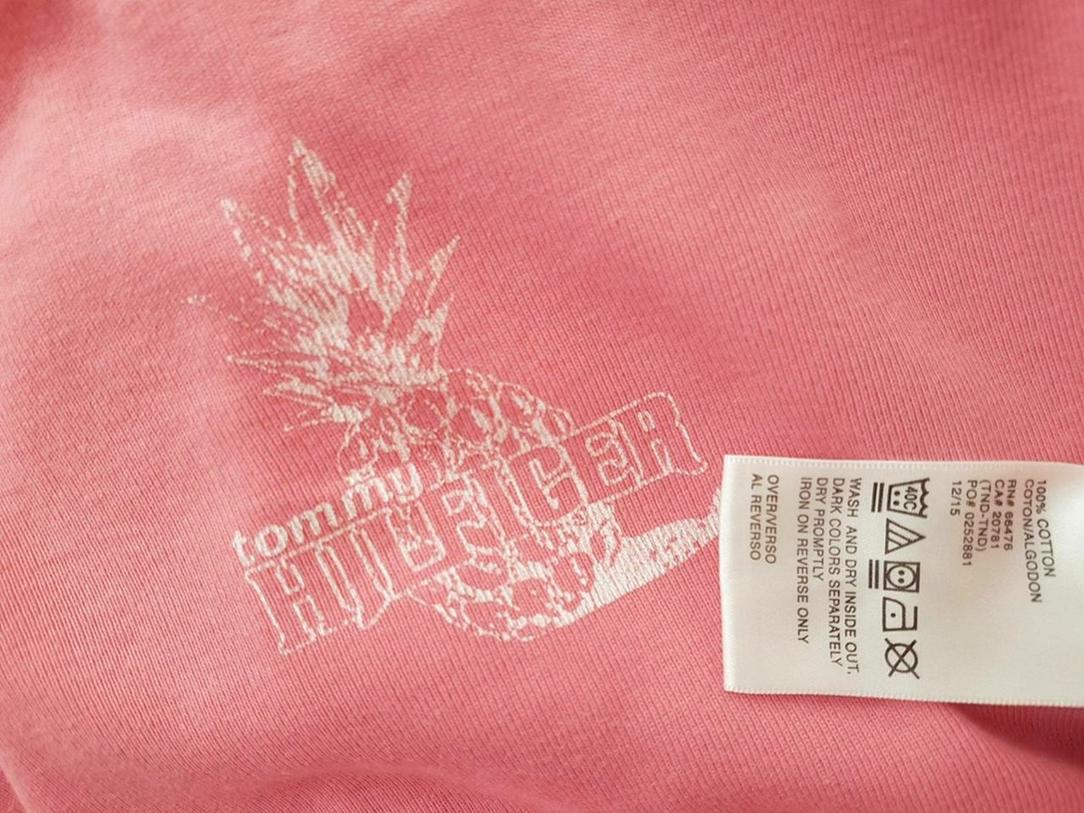 tommy
HILFIGER
100% COTTON
COTON/ALGODON
RN# 66476
CA# 20781
(TND-TND)
PO# 0252881
12/15
40C
WASH AND DRY INSIDE OUT.
DARK COLORS SEPARATELY
DRY PROMPTLY
IRON ON REVERSE ONLY
OVER/VERSO
AL REVERSO